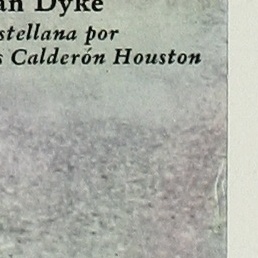 an Dyke
stellana por
s Calderón Houston